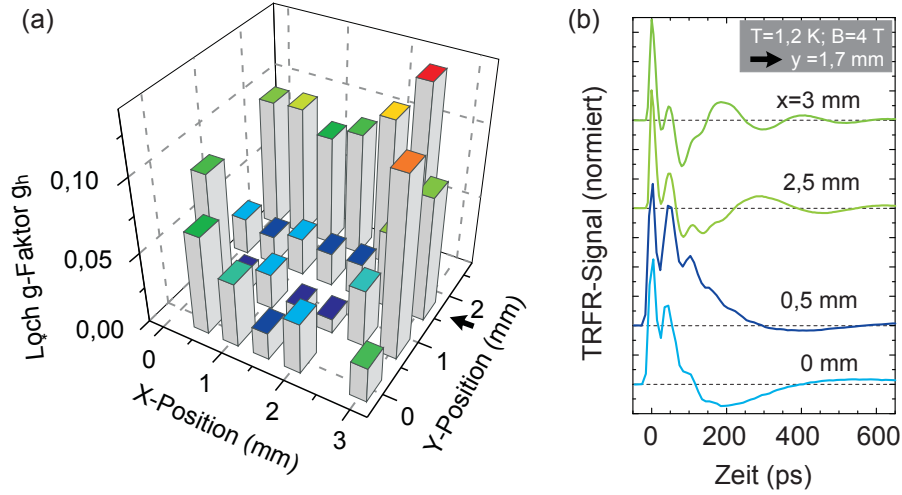 (a)
Loch g-Faktor g_h*
0,10
0,05
0,00
0
1
2
3
X-Position (mm)
0
1
2
Y-Position (mm)
(b)
TRFR-Signal (normiert)
T=1,2 K; B=4 T
y =1,7 mm
x=3 mm
2,5 mm
0,5 mm
0 mm
0 200 400 600
Zeit (ps)